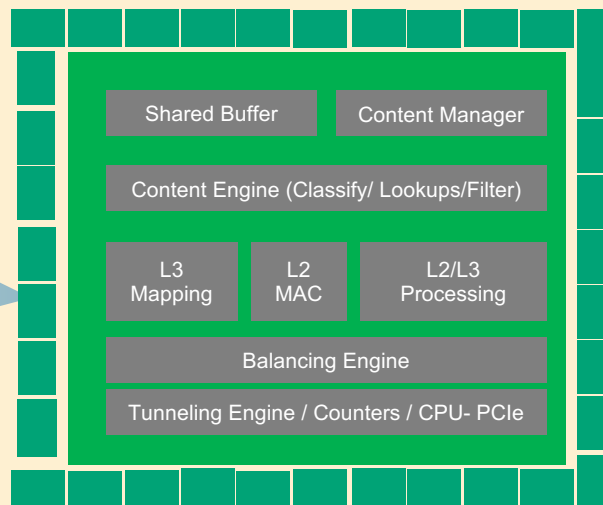 Shared Buffer
Content Manager
Content Engine (Classify/ Lookups/Filter)
L3
Mapping
L2
MAC
L2/L3
Processing
Balancing Engine
Tunneling Engine / Counters / CPU- PCIe